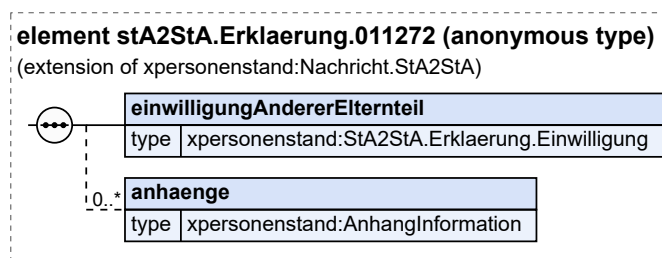 element stA2StA.Erklaerung.011272 (anonymous type)
(extension of xpersonenstand:Nachricht.StA2StA)
einwilligungAndererElternteil
type xpersonenstand:StA2StA.Erklaerung.Einwilligung
0..* anhaenge
type xpersonenstand:AnhangInformation